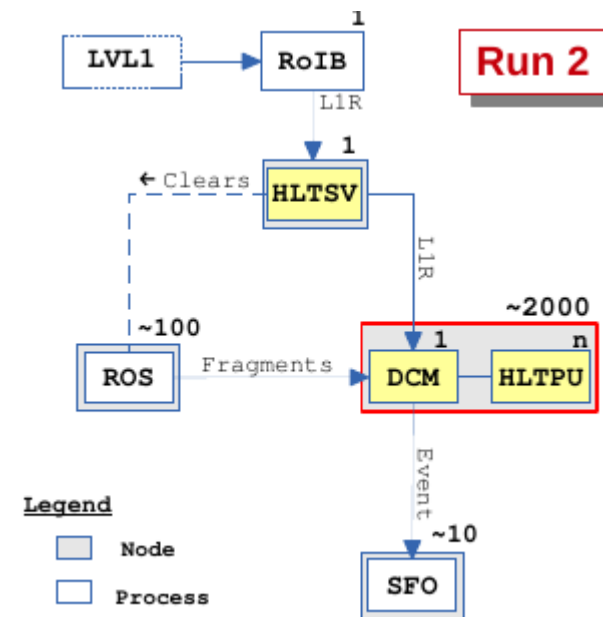 1
LVL1
RoIB
Run 2
L1R
1
← Clears
HLTSV
L1R
~2000
~100
1
n
ROS
Fragments
DCM
HLTPU
Event
Legend
~10
Node
SFO
Process